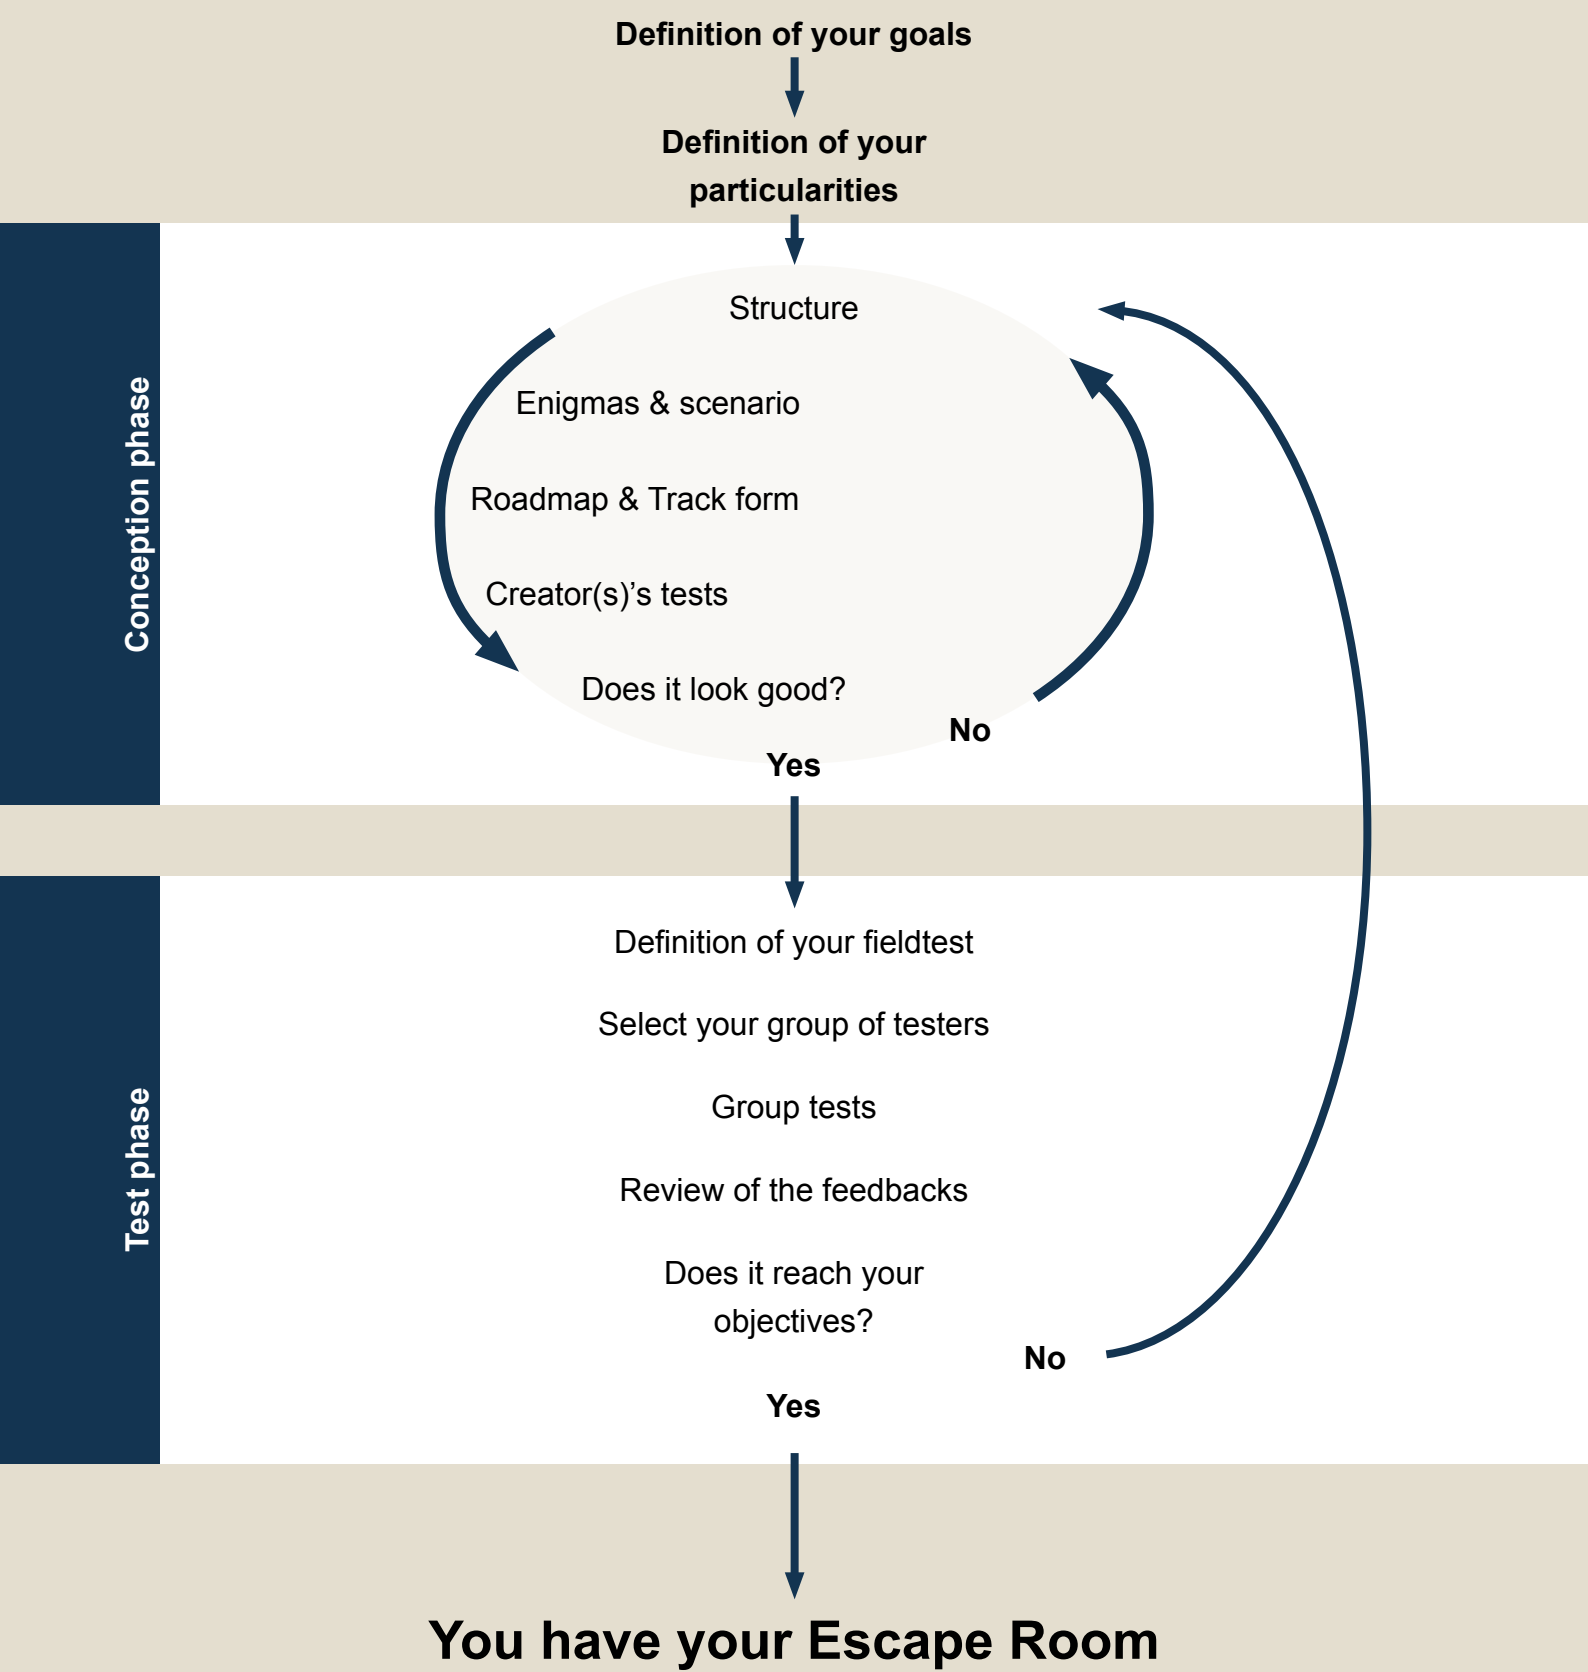 Definition of your goals
Definition of your
particularities
Conception phase
Structure
Enigmas & scenario
Roadmap & Track form
Creator(s)’s tests
Does it look good?
No
Yes
Test phase
Definition of your fieldtest
Select your group of testers
Group tests
Review of the feedbacks
Does it reach your
objectives?
No
Yes
You have your Escape Room